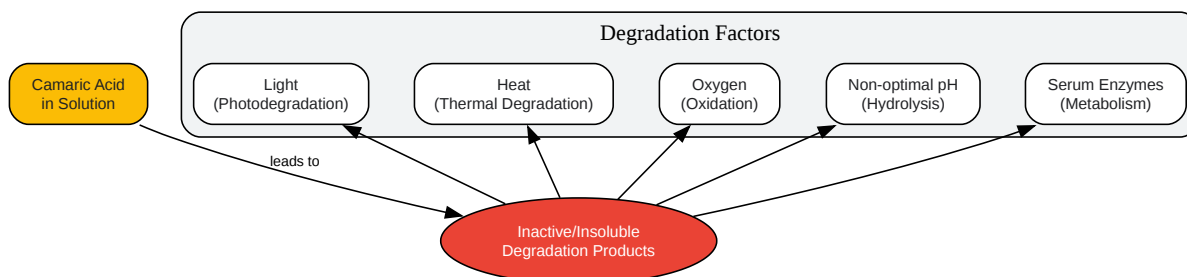 Degradation Factors
Camaric Acid
in Solution
Light
(Photodegradation)
Heat
(Thermal Degradation)
Oxygen
(Oxidation)
Non-optimal pH
(Hydrolysis)
Serum Enzymes
(Metabolism)
leads to
Inactive/Insoluble
Degradation Products